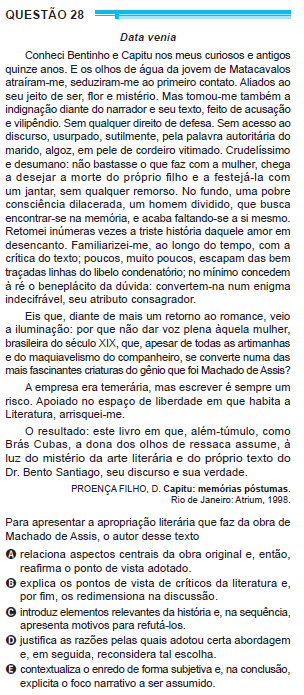 QUESTÃO 28
Data venia
Conheci Bentinho e Capitu nos meus curiosos e antigos
quinze anos. E os olhos de água da jovem de Matacavalos
atraíram-me, seduziram-me ao primeiro contato. Aliados ao
seu jeito de ser, flor e mistério. Mas tomou-me também a
indignação diante do narrador e seu texto, feito de acusação
e vilipêndio. Sem qualquer direito de defesa. Sem acesso ao
discurso, usurpado, sutilmente, pela palavra autoritária do
marido, algoz, em pele de cordeiro vitimado. Crudelíssimo
e desumano: não bastasse o que faz com a mulher, chega
a desejar a morte do próprio filho e a festejá-la com
um jantar, sem qualquer remorso. No fundo, uma pobre
consciência dilacerada, um homem dividido, que busca
encontrar-se na memória, e acaba faltando-se a si mesmo.
Retomei inúmeras vezes a triste história daquele amor em
desencanto. Familiarizei-me, ao longo do tempo, com a
crítica do texto; poucos, muito poucos, escapam das bem
traçadas linhas do libelo condenatório; no mínimo concedem
à ré o beneplácito da dúvida: convertem-na num enigma
indecifrável, seu atributo consagrador.
Eis que, diante de mais um retorno ao romance, veio
a iluminação: por que não dar voz plena àquela mulher,
brasileira do século XIX, que, apesar de todas as artimanhas
e do maquiavelismo do companheiro, se converte numa das
mais fascinantes criaturas do gênio que foi Machado de Assis?
A empresa era temerária, mas escrever é sempre um
risco. Apoiado no espaço de liberdade em que habita a
Literatura, arrisquei-me.
O resultado: este livro em que, além-túmulo, como
Brás Cubas, a dona dos olhos de ressaca assume, à
luz do mistério da arte literária e do próprio texto do
Dr. Bento Santiago, seu discurso e sua verdade.
PROENÇA FILHO, D. Capitu: memórias póstumas.
Rio de Janeiro: Atrium, 1998.
Para apresentar a apropriação literária que faz da obra de
Machado de Assis, o autor desse texto
A relaciona aspectos centrais da obra original e, então,
reafirma o ponto de vista adotado.
B explica os pontos de vista de críticos da literatura e,
por fim, os redimensiona na discussão.
C introduz elementos relevantes da história e, na sequência,
apresenta motivos para refutá-los.
D justifica as razões pelas quais adotou certa abordagem
e, em seguida, reconsidera tal escolha.
E contextualiza o enredo de forma subjetiva e, na conclusão,
explicita o foco narrativo a ser assumido.